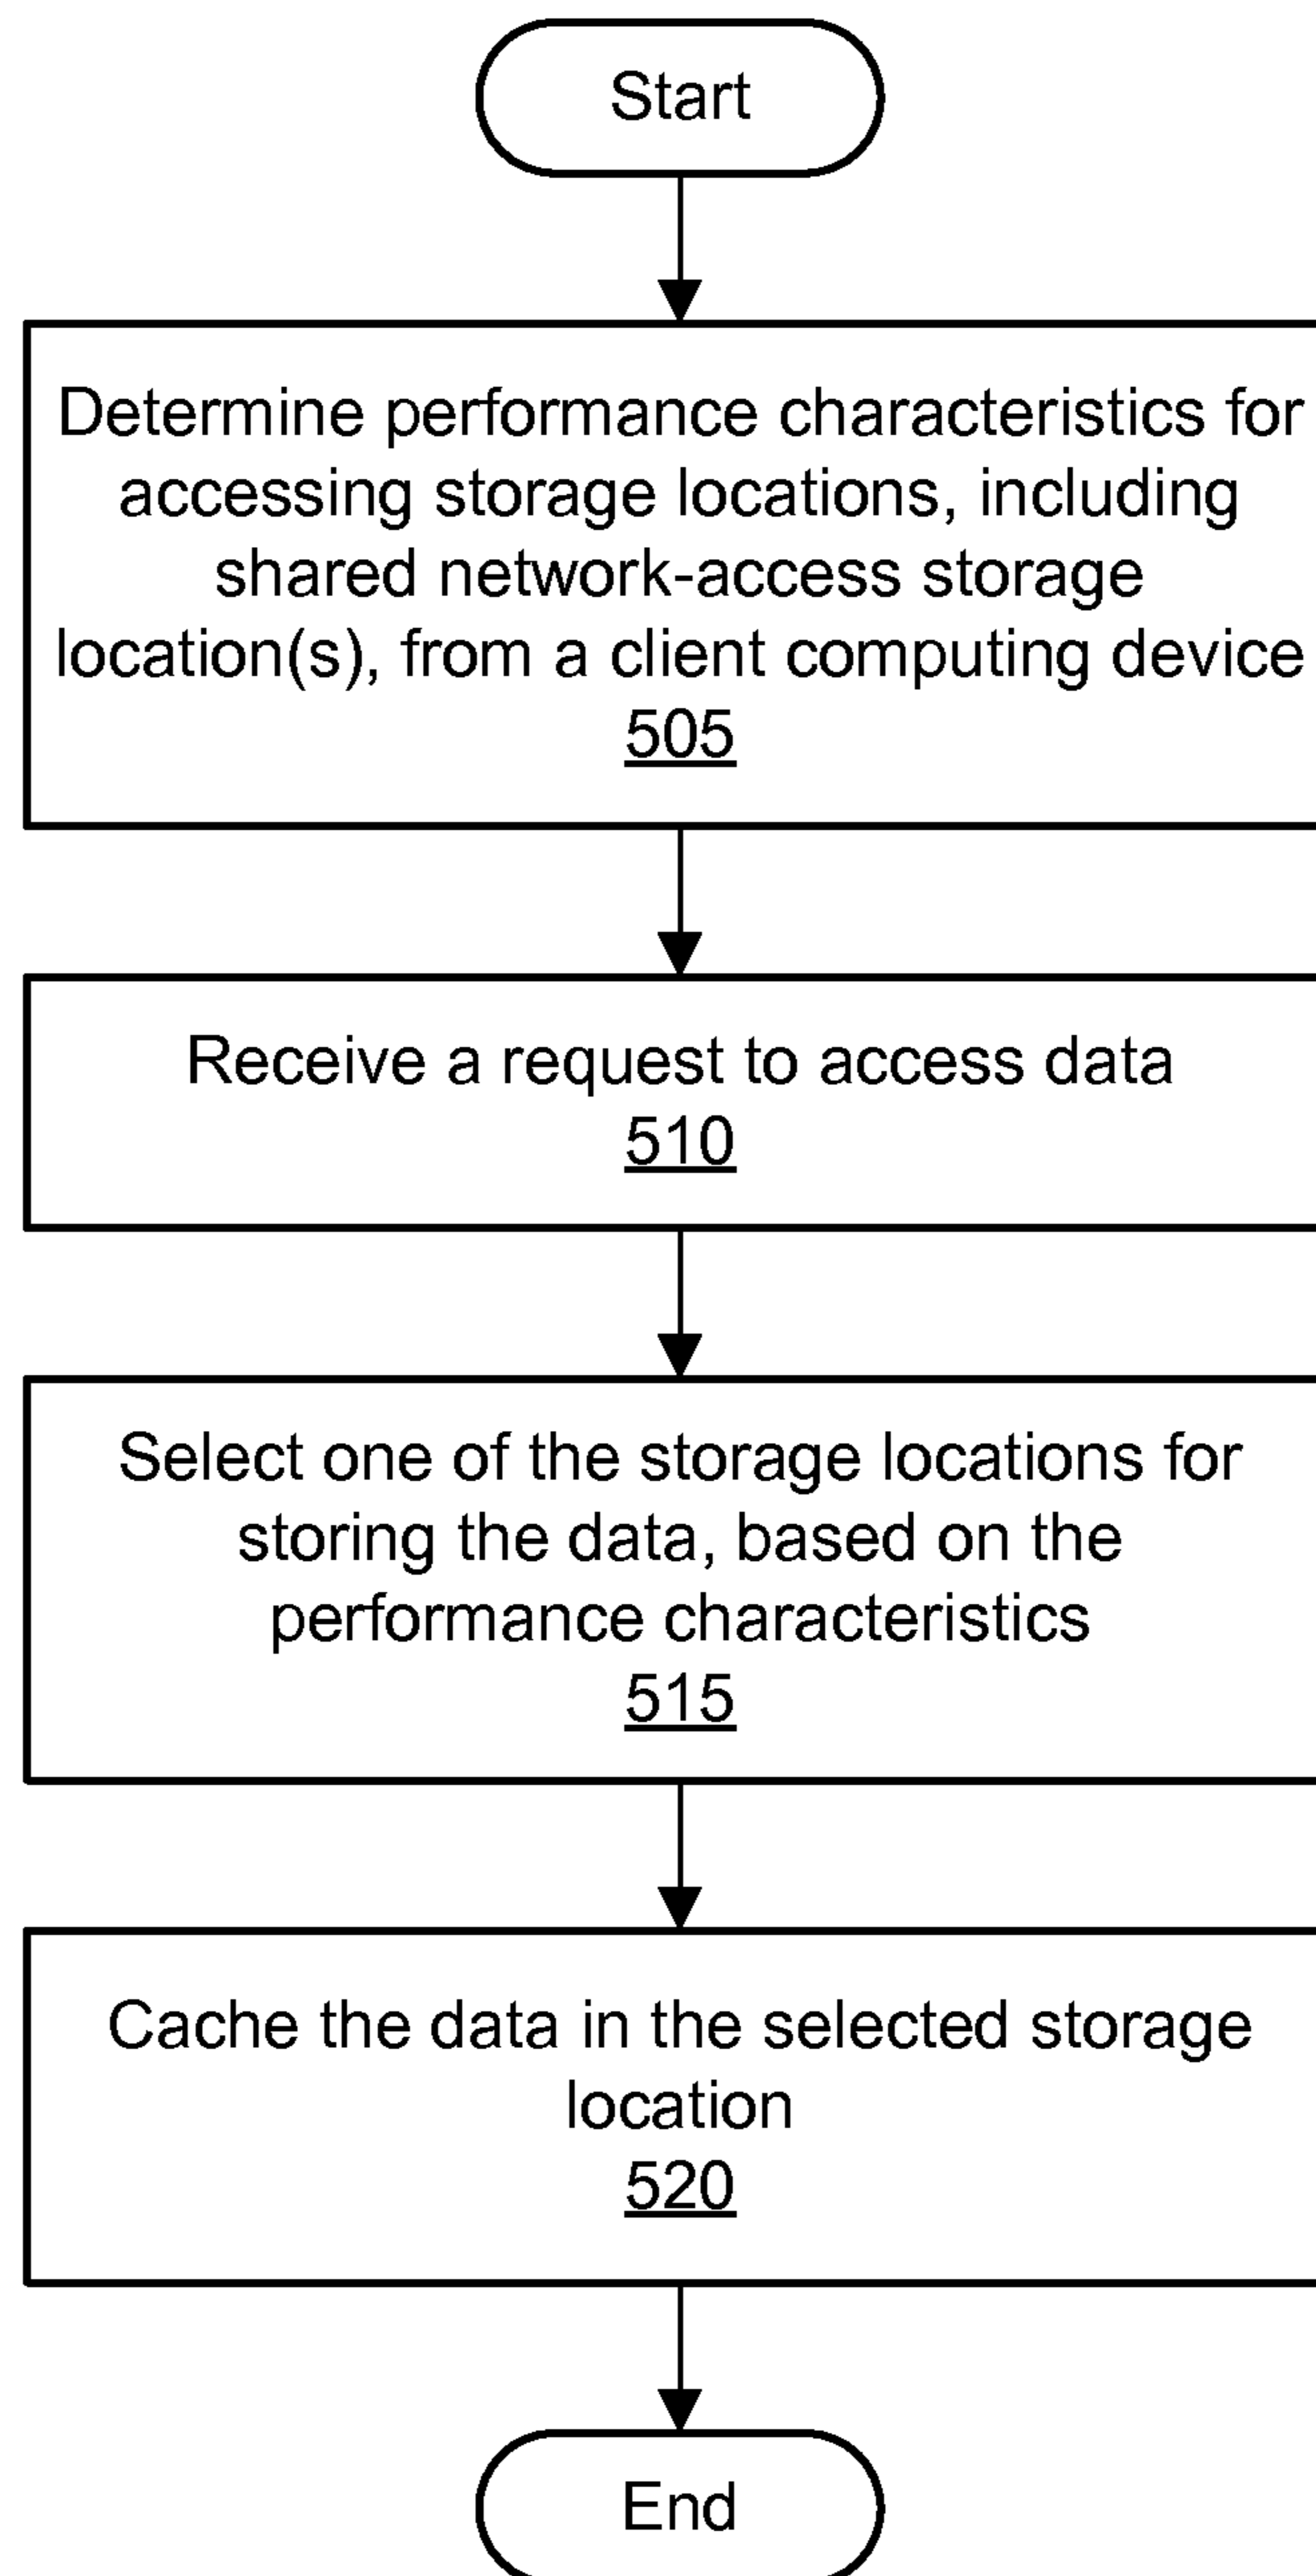 Start
Determine performance characteristics for
accessing storage locations, including
shared network-access storage
location(s), from a client computing device
505
Receive a request to access data
510
Select one of the storage locations for
storing the data, based on the
performance characteristics
515
Cache the data in the selected storage
location
520
End